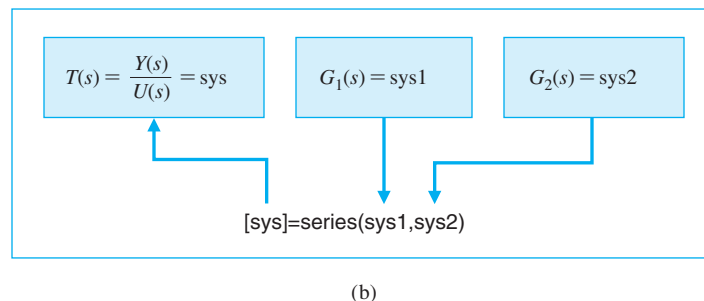 T(s) = Y(s)/U(s) = sys
G₁(s) = sys1
G₂(s) = sys2
[sys]=series(sys1,sys2)
(b)